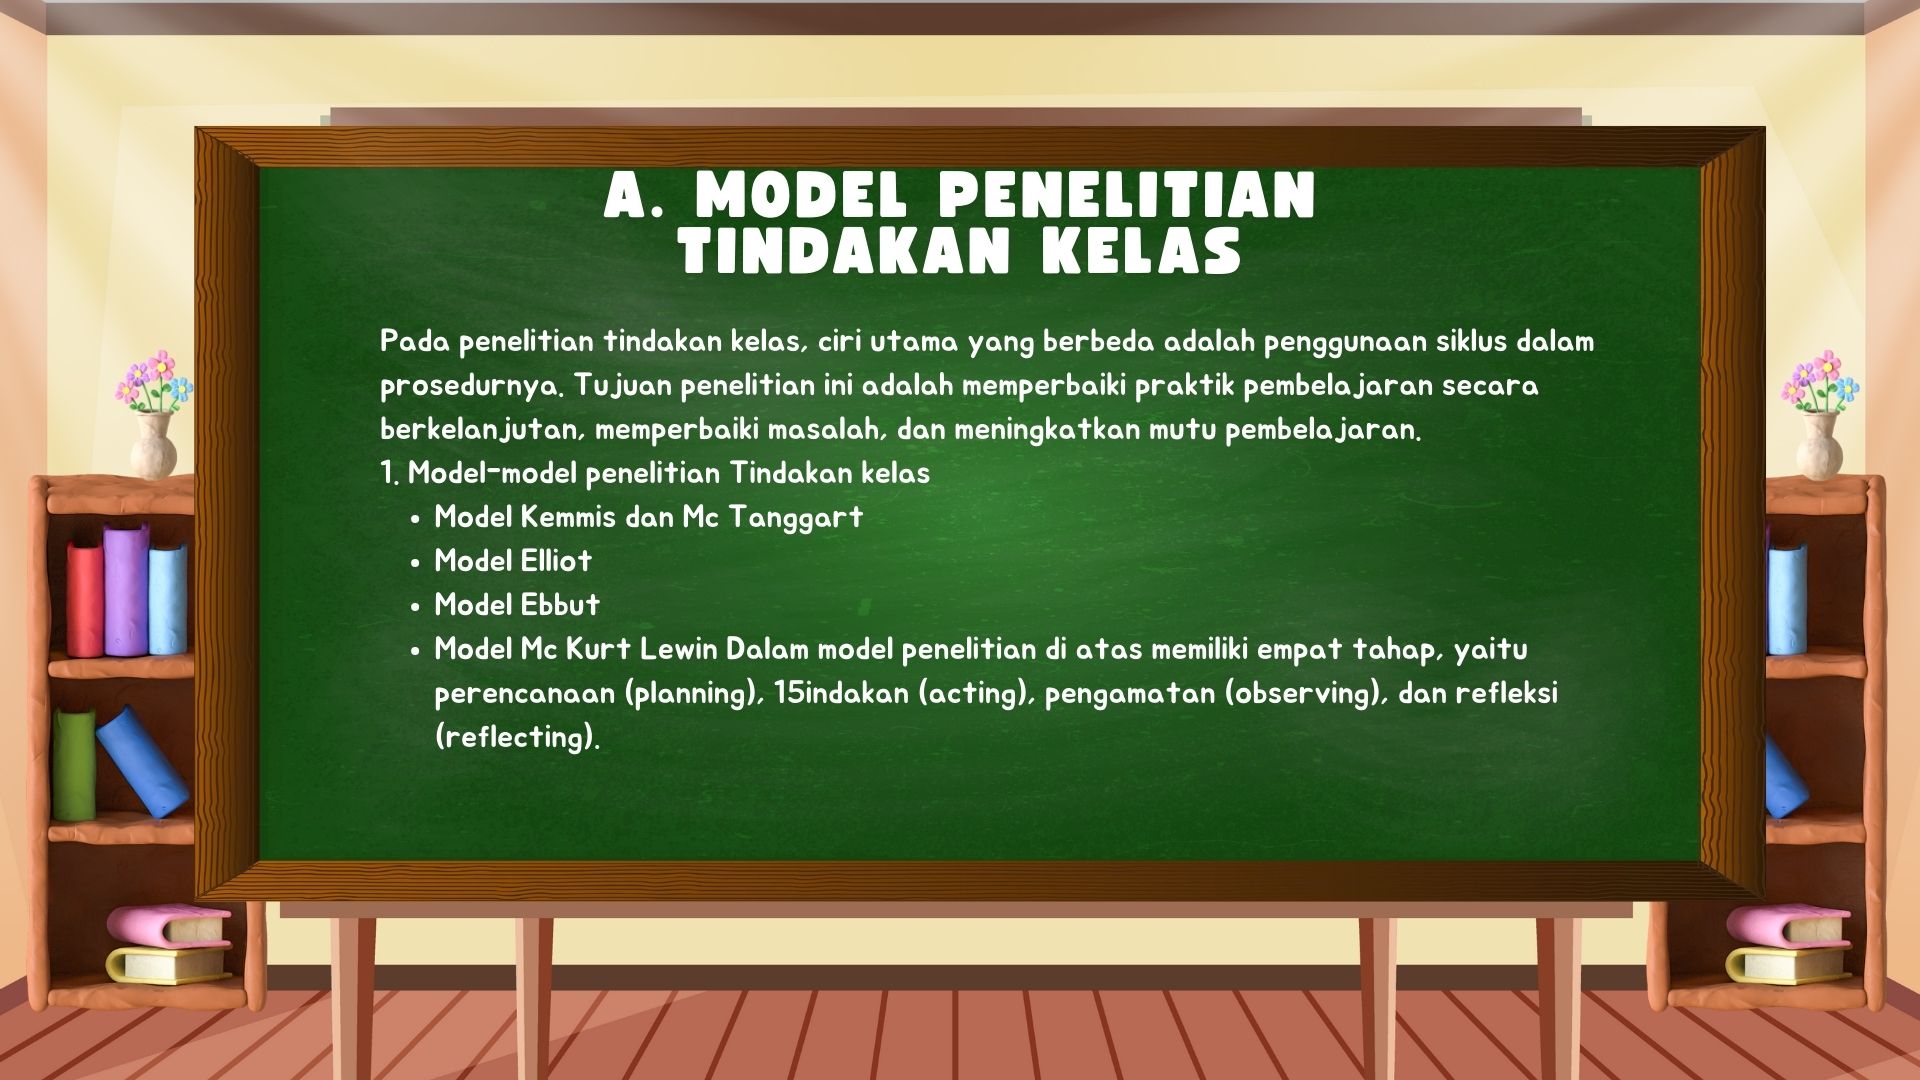 A. MODEL PENELITIAN
TINDAKAN KELAS
Pada penelitian tindakan kelas, ciri utama yang berbeda adalah penggunaan siklus dalam
prosedurnya. Tujuan penelitian ini adalah memperbaiki praktik pembelajaran secara
berkelanjutan, memperbaiki masalah, dan meningkatkan mutu pembelajaran.
1. Model-model penelitian Tindakan kelas
• Model Kemmis dan Mc Tanggart
• Model Elliot
• Model Ebbut
• Model Mc Kurt Lewin Dalam model penelitian di atas memiliki empat tahap, yaitu
perencanaan (planning), 15indakan (acting), pengamatan (observing), dan refleksi
(reflecting).